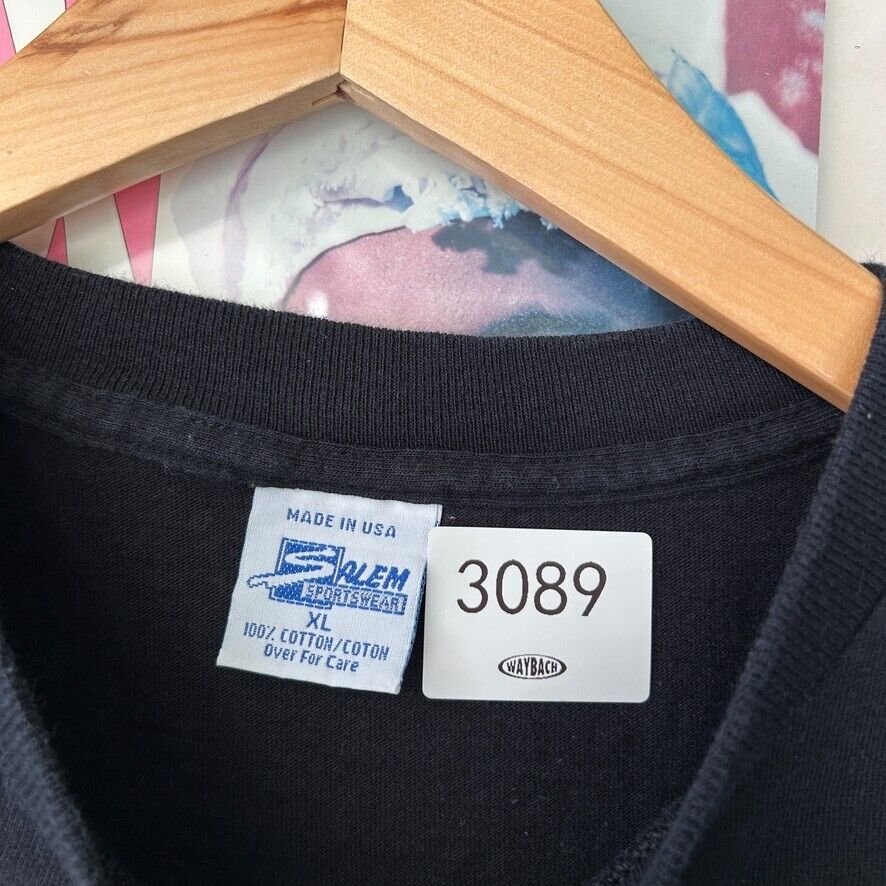 MADE IN USA
SALEM
SPORTSWEAR
XL
100% COTTON/COTON
Over For Care
3089
WAYBACH